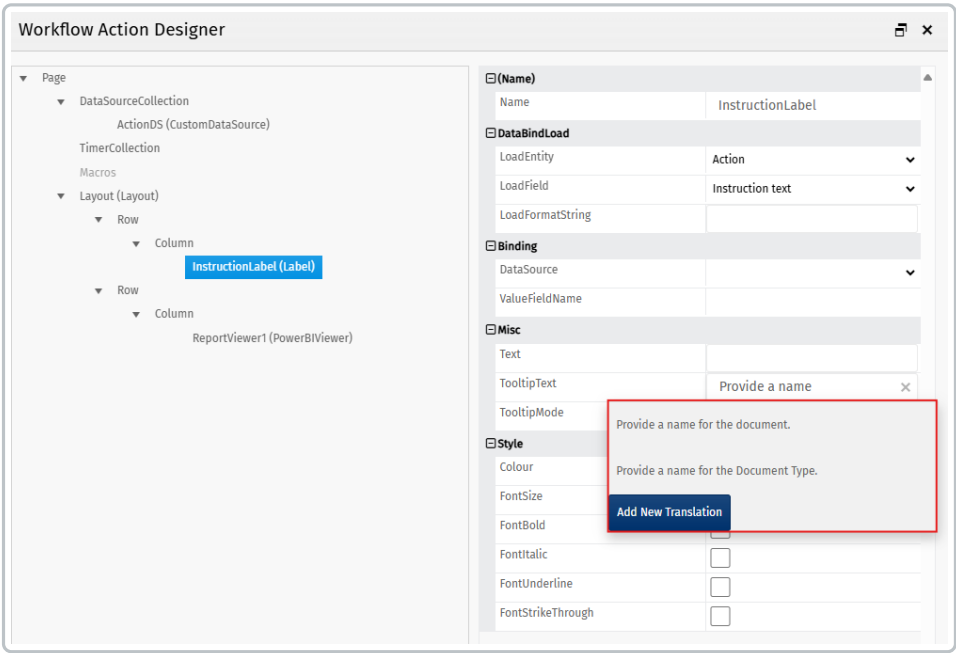 Workflow Action Designer
Page
DataSourceCollection
ActionDS (CustomDataSource)
TimerCollection
Macros
Layout (Layout)
Row
Column
InstructionLabel (Label)
Row
Column
ReportViewer1 (PowerBIViewer)
(Name)
Name InstructionLabel
DataBindLoad
LoadEntity Action
LoadField Instruction text
LoadFormatString
Binding
DataSource
ValueFieldName
Misc
Text
TooltipText Provide a name
TooltipMode
Provide a name for the document.
Provide a name for the Document Type.
Add New Translation
Style
Colour
FontSize
FontBold
FontItalic
FontUnderline
FontStrikeThrough